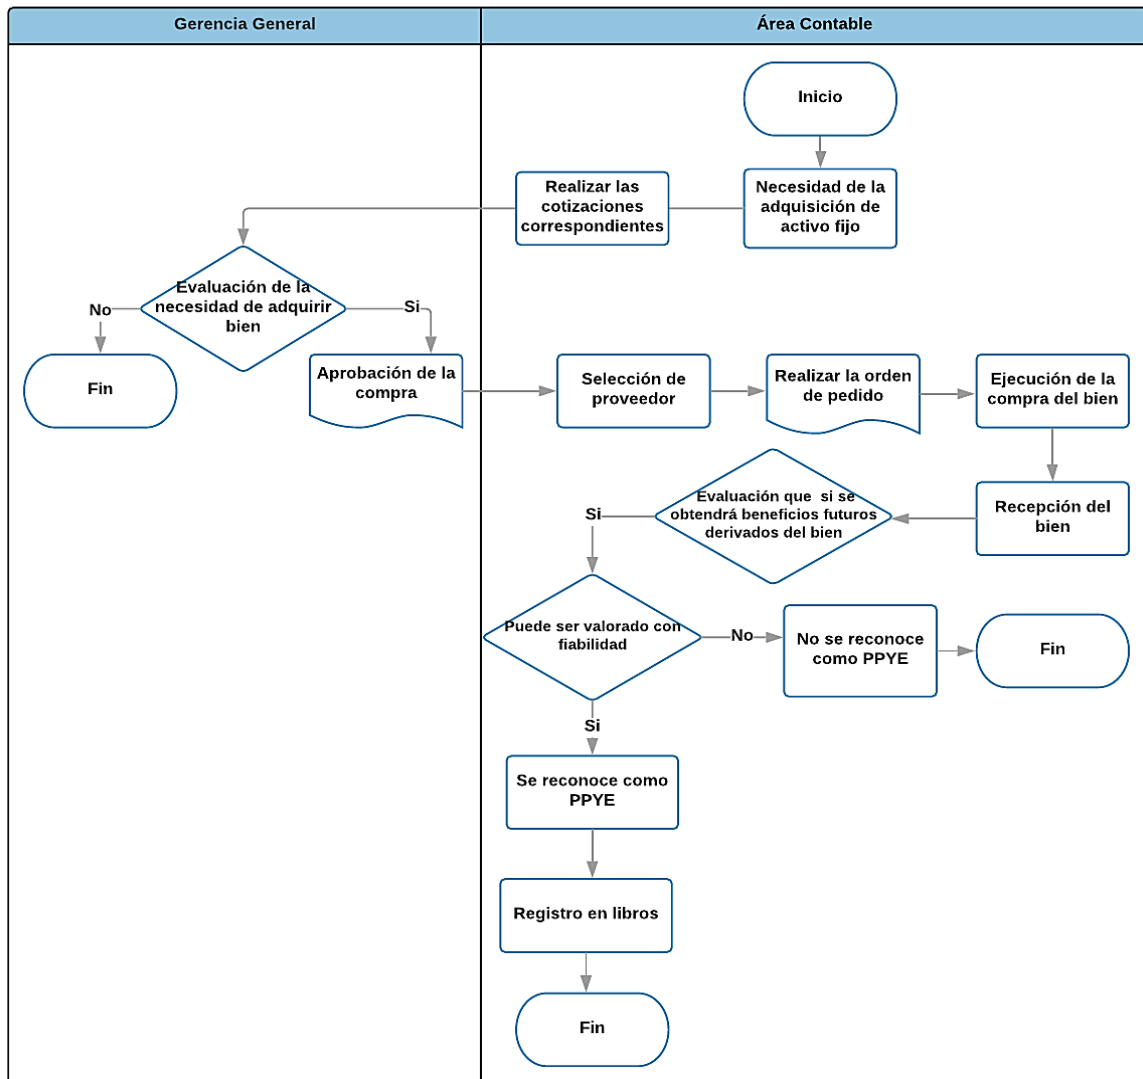 Gerencia General
Área Contable
Inicio
Necesidad de la
adquisición de
activo fijo
Realizar las
cotizaciones
correspondientes
Evaluación de la
necesidad de adquirir
bien
No
Si
Fin
Aprobación de la
compra
Selección de
proveedor
Realizar la orden
de pedido
Ejecución de la
compra del bien
Recepción del
bien
Evaluación que si se
obtendrá beneficios futuros
derivados del bien
Si
Puede ser valorado con
fiabilidad
No
No se reconoce
como PPYE
Fin
Si
Se reconoce como
PPYE
Registro en libros
Fin